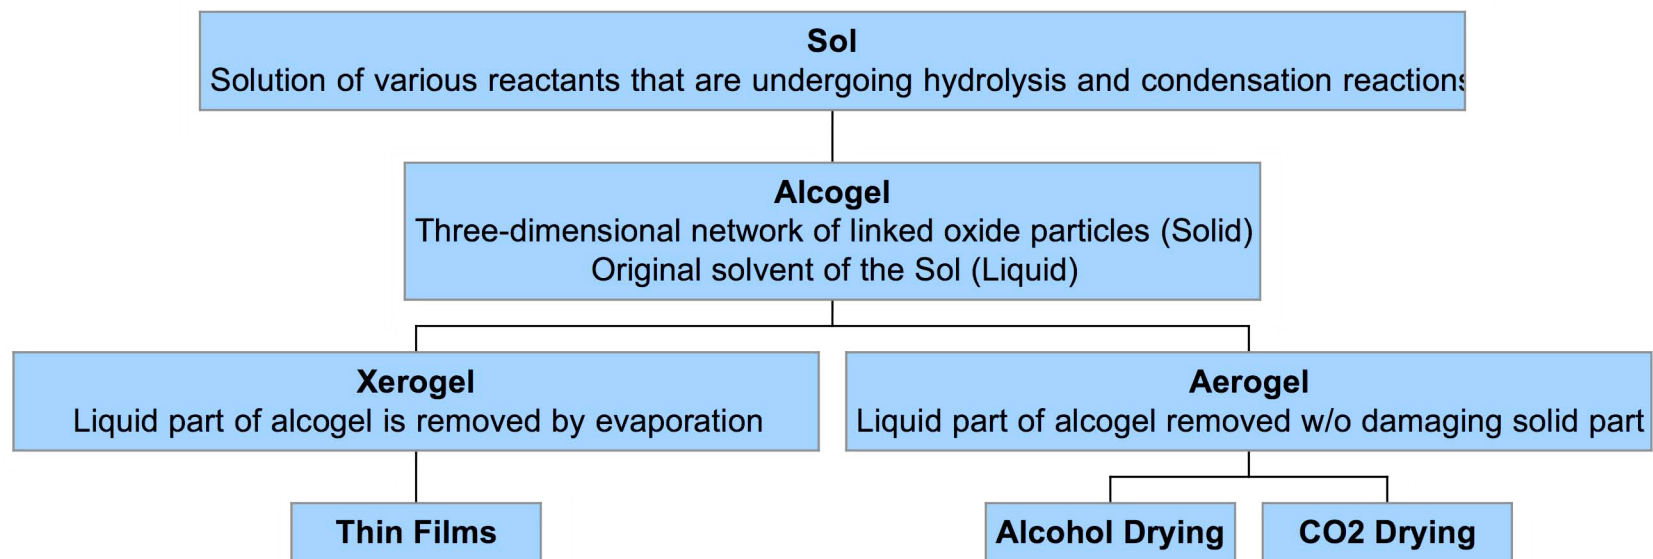 Sol
Solution of various reactants that are undergoing hydrolysis and condensation reactions
Alcogel
Three-dimensional network of linked oxide particles (Solid)
Original solvent of the Sol (Liquid)
Xerogel
Liquid part of alcogel is removed by evaporation
Aerogel
Liquid part of alcogel removed w/o damaging solid part
Thin Films
Alcohol Drying
CO2 Drying